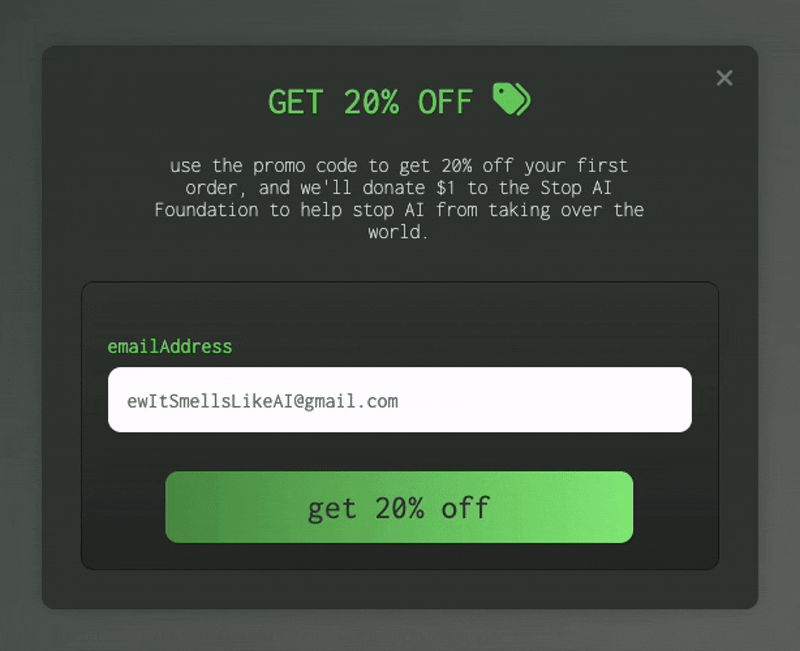 GET 20% OFF
use the promo code to get 20% off your first
order, and we'll donate $1 to the Stop AI
Foundation to help stop AI from taking over the
world.
emailAddress
ewItSmellsLikeAI@gmail.com
get 20% off